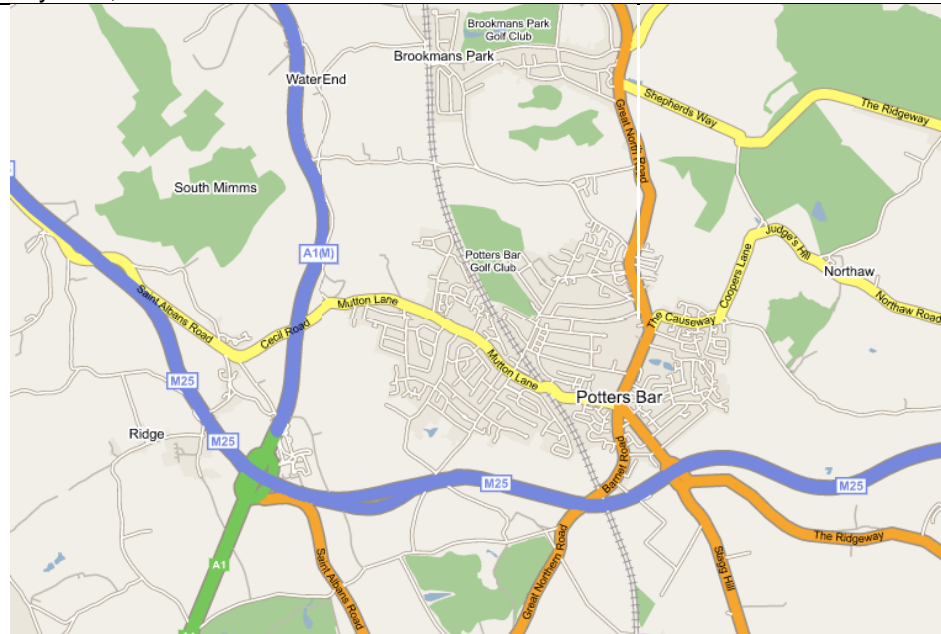 Brookmans Park
Golf Club
Brookmans Park
WaterEnd
Shepherds Way
The Ridgeway
Great North Road
South Mimms
A1(M)
Potters Bar
Golf Club
Judge's Hill
Coopers Lane
Northaw
Northaw Road
Saint Albans Road
Cecil Road
Mutton Lane
The Causeway
Mutton Lane
M25
Potters Bar
Ridge
M25
Barnet Road
M25
M25
The Ridgeway
A1
Saint Albans Road
Great Northern Road
Stagg Hill